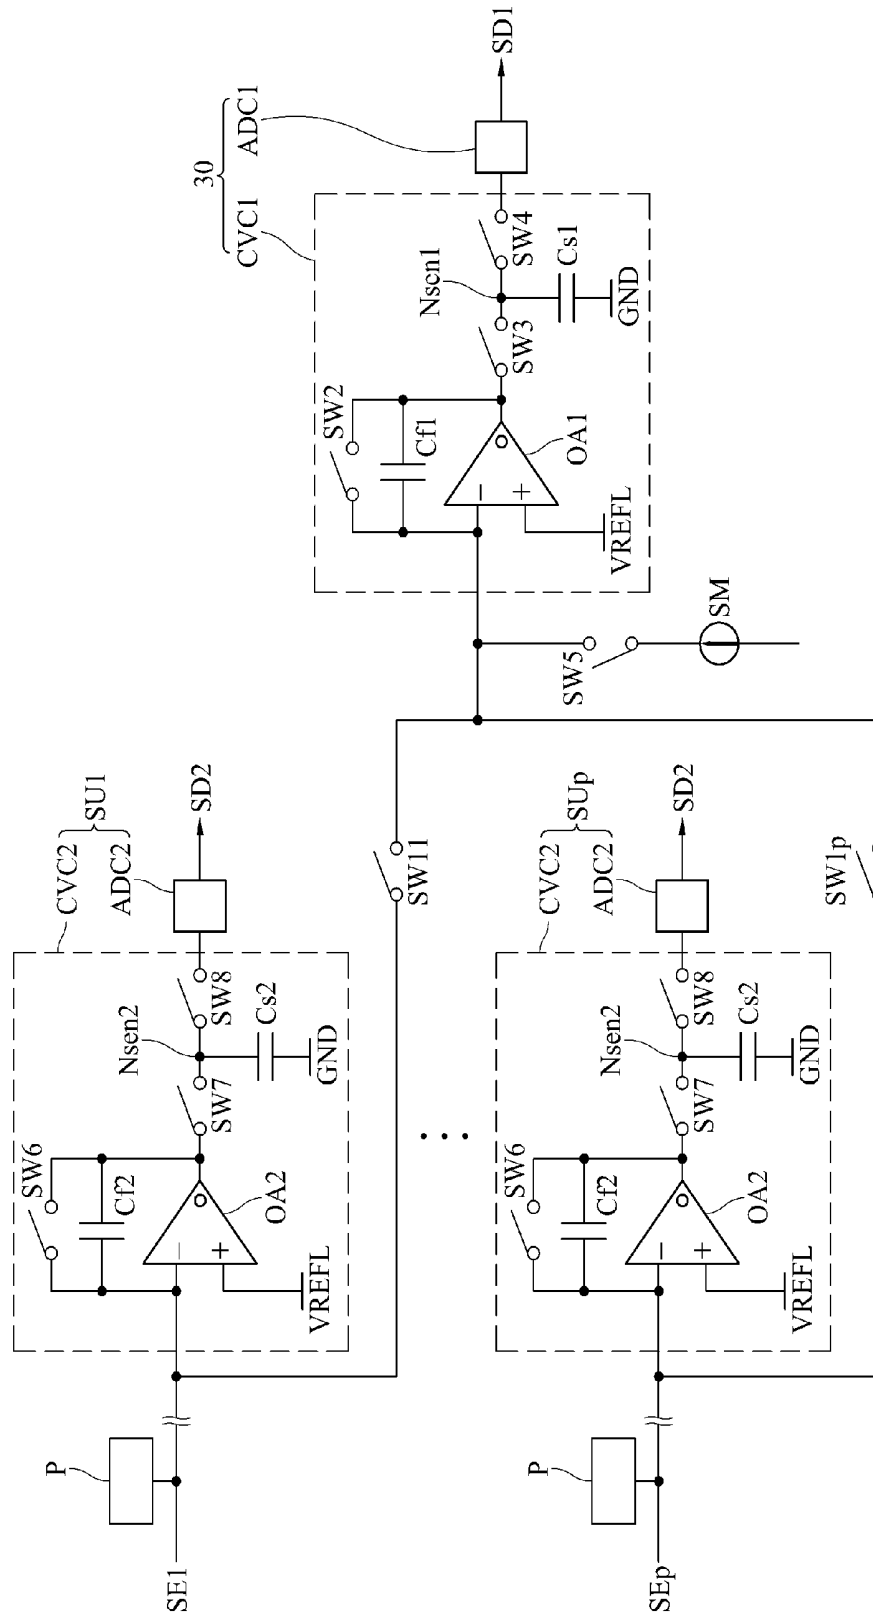 SE1
P
SW6
Cf2
OA2
VREFL
SW7
Nsen2
Cs2
GND
SW8
CVC2
ADC2
SU1
SD2
SW11
SEp
P
SW6
Cf2
OA2
VREFL
SW7
Nsen2
Cs2
GND
SW8
CVC2
ADC2
SUp
SD2
SW1p
SW5
SM
SW2
Cf1
OA1
VREFL
SW3
Nsen1
Cs1
GND
SW4
CVC1
ADC1
30
SD1